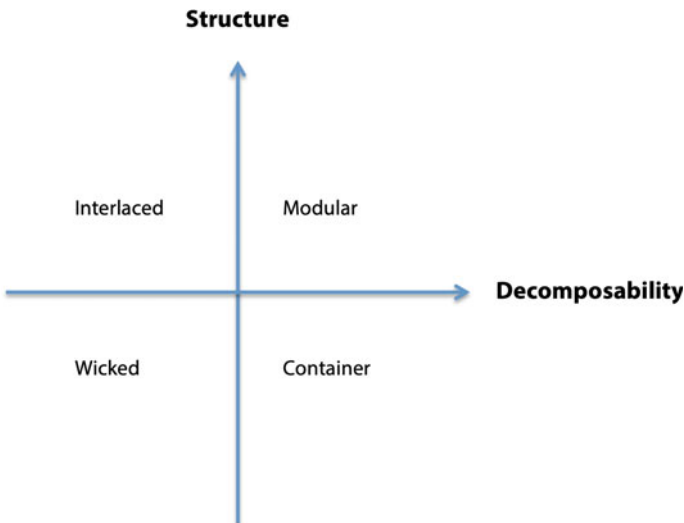 Structure
Interlaced
Modular
Decomposability
Wicked
Container